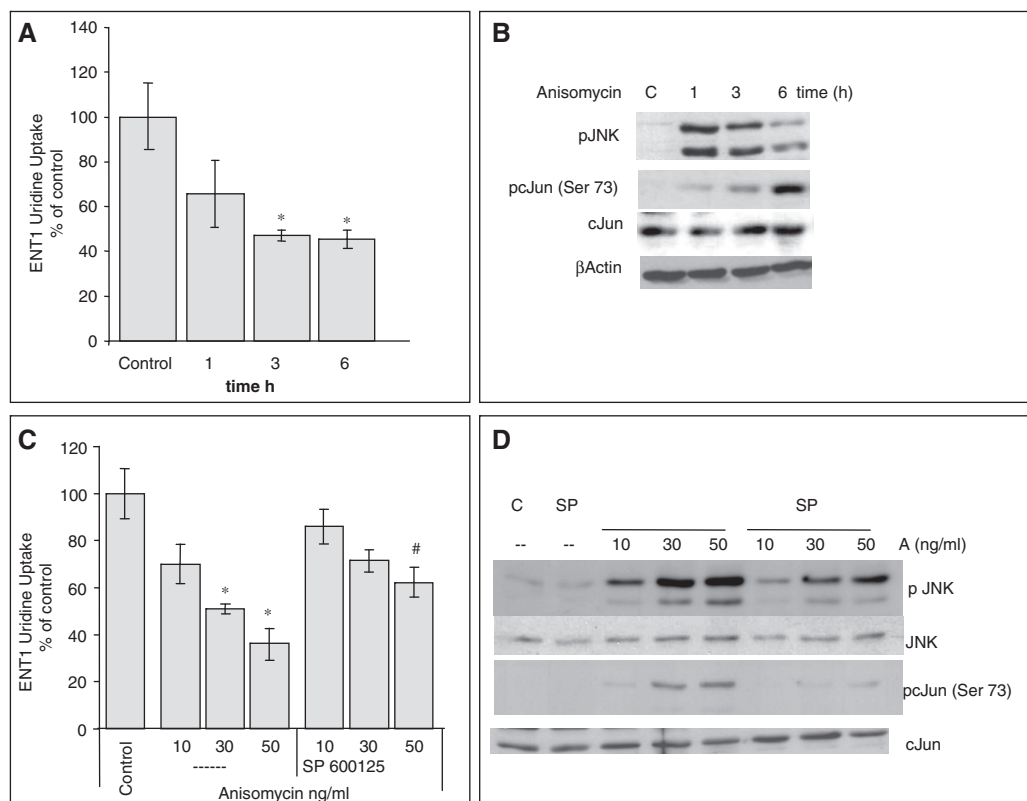 A
ENT1 Uridine Uptake
% of control
140
120
100
80
60
40
20
0
* *
Control 1 3 6
time h
B
Anisomycin C 1 3 6 time (h)
pJNK
pcJun (Ser 73)
cJun
βActin
C
ENT1 Uridine Uptake
% of control
120
100
80
60
40
20
0
* * #
Control 10 30 50 10 30 50
------ SP 600125
Anisomycin ng/ml
D
C SP SP
-- -- 10 30 50 10 30 50 A (ng/ml)
p JNK
JNK
pcJun (Ser 73)
cJun